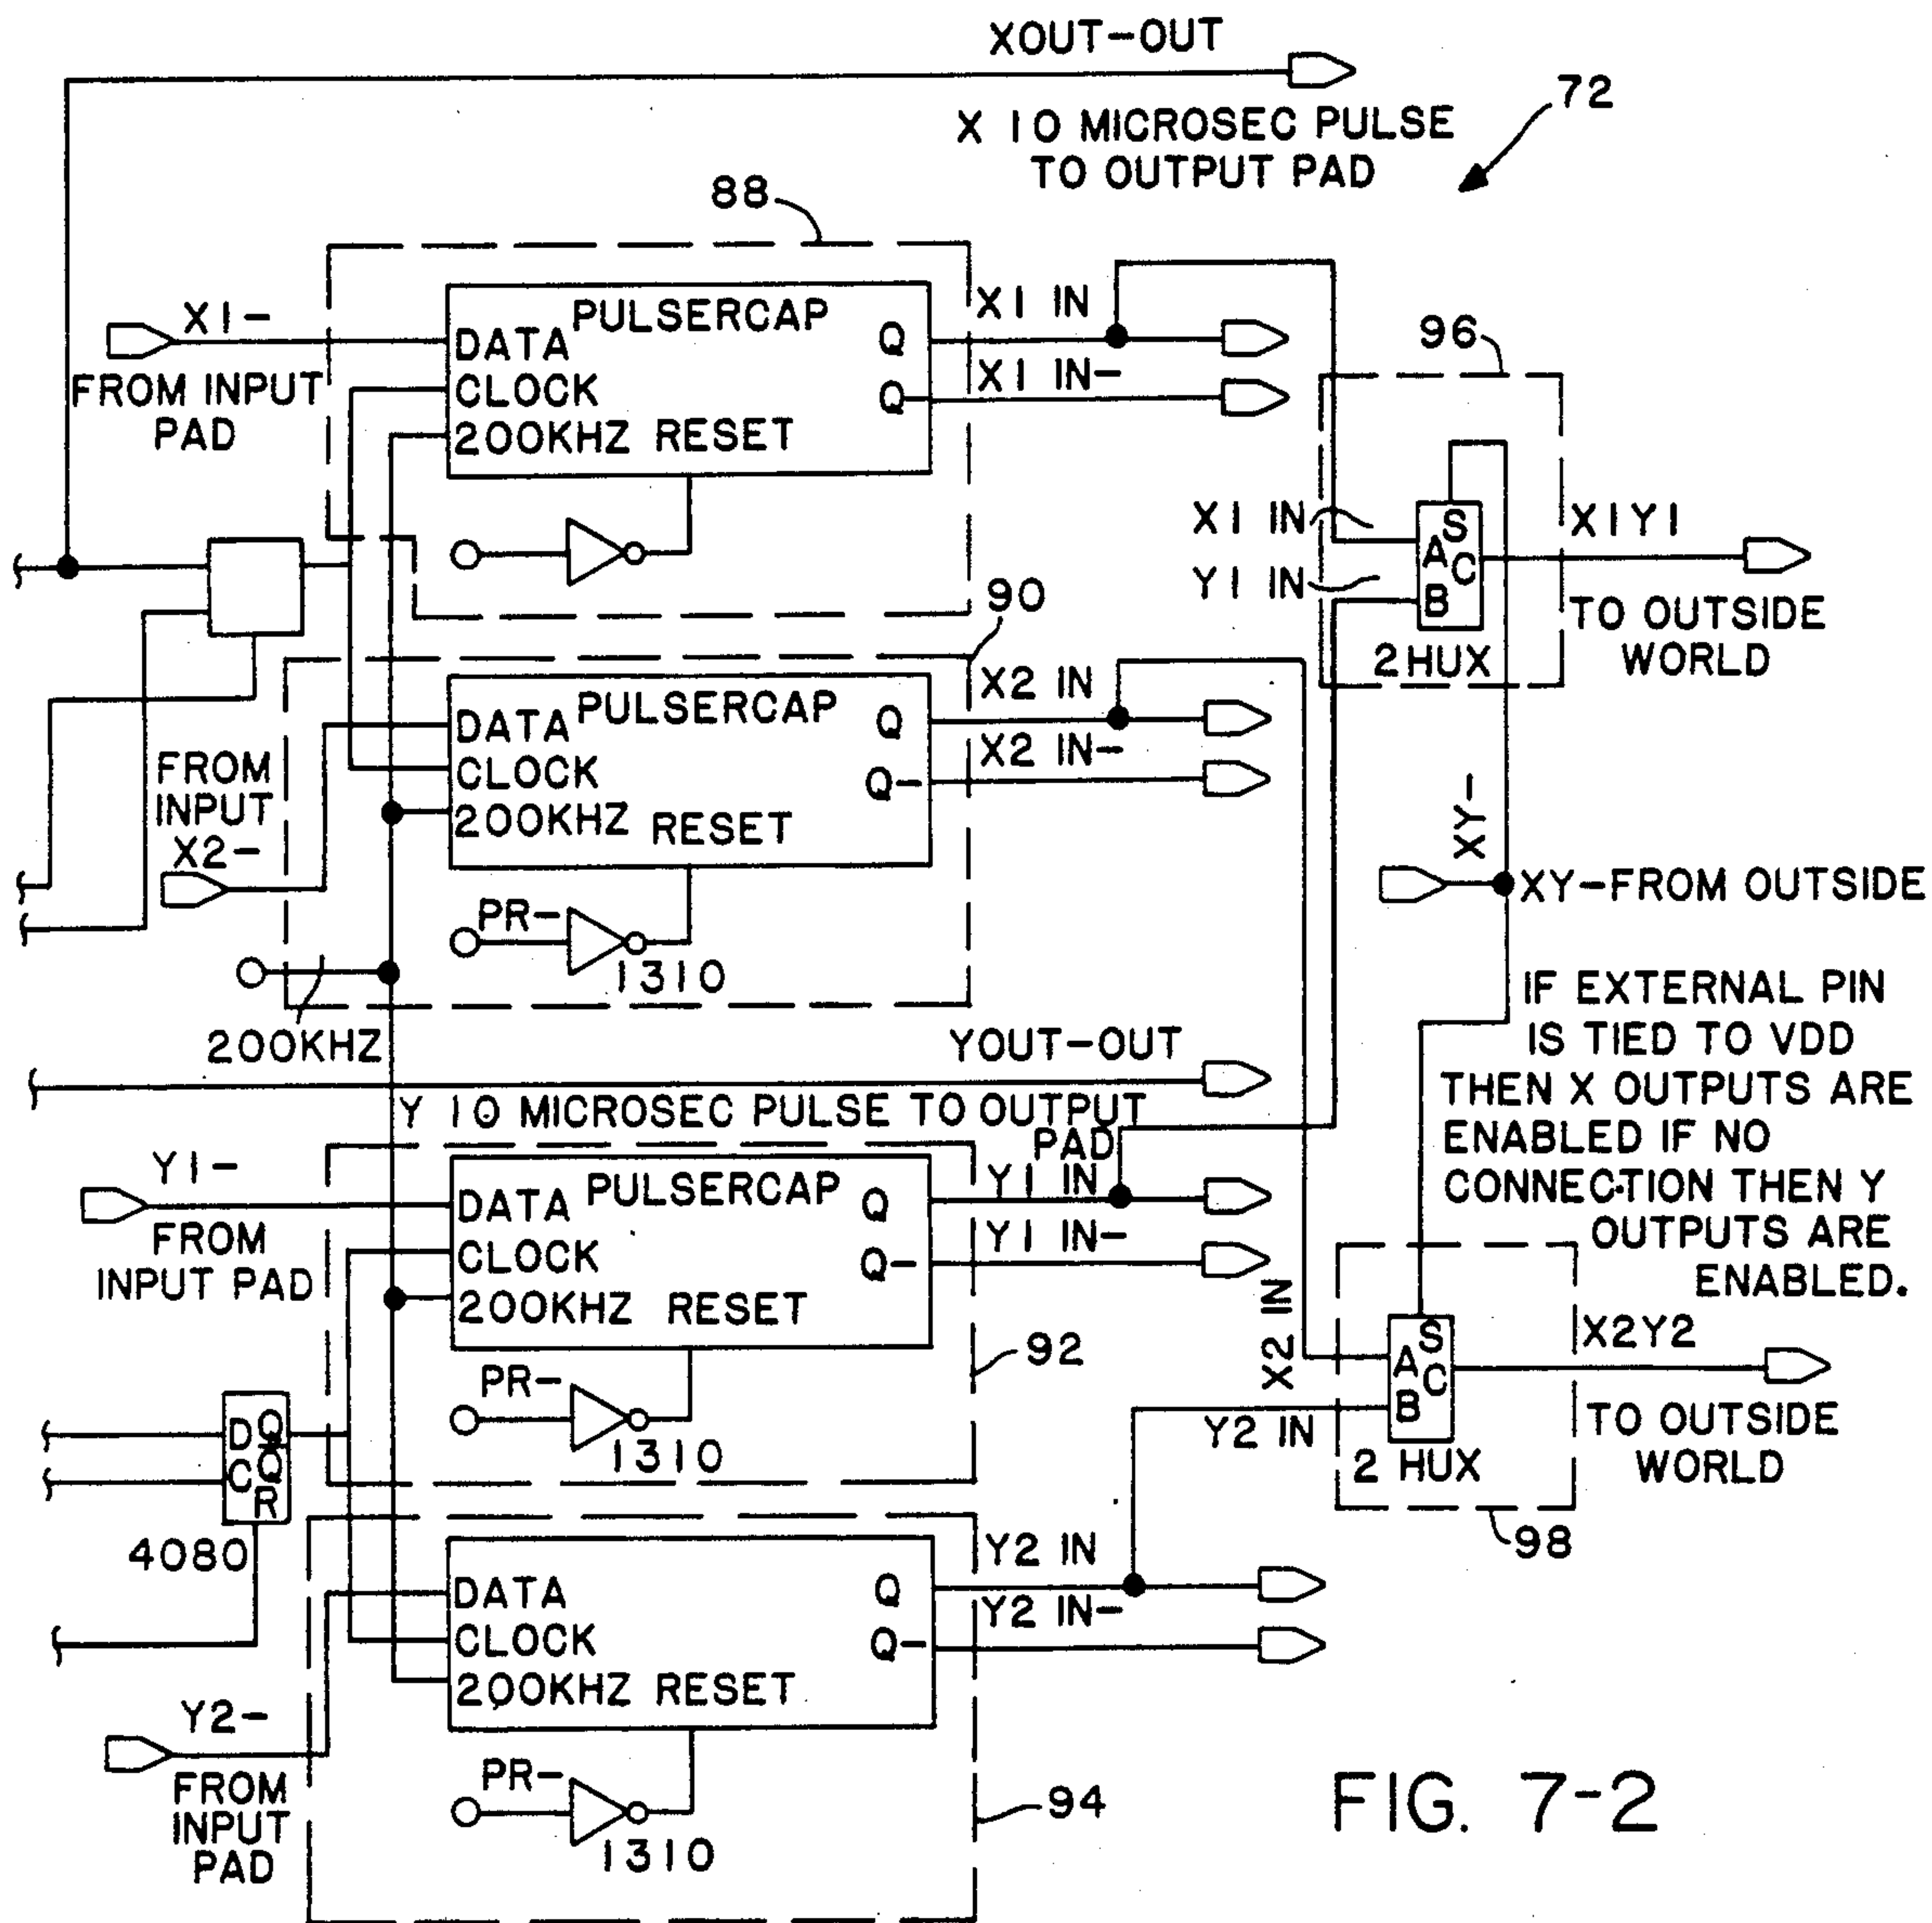 XOUT-OUT
72
X 10 MICROSEC PULSE
TO OUTPUT PAD
88
X1-
FROM INPUT
PAD
PULSERCAP
DATA
CLOCK
200KHZ RESET
Q
Q-
X1 IN
X1 IN-
96
X1 IN
Y1 IN
S
A
C
B
2 HUX
X1Y1
TO OUTSIDE
WORLD
90
FROM
INPUT
X2-
PULSERCAP
DATA
CLOCK
200KHZ RESET
Q
Q-
X2 IN
X2 IN-
PR-
1310
200KHZ
XY-
XY-FROM OUTSIDE
IF EXTERNAL PIN
IS TIED TO VDD
THEN X OUTPUTS ARE
ENABLED IF NO
CONNECTION THEN Y
OUTPUTS ARE
ENABLED.
YOUT-OUT
Y 10 MICROSEC PULSE TO OUTPUT
PAD
Y1-
FROM
INPUT PAD
PULSERCAP
DATA
CLOCK
200KHZ RESET
Q
Q-
Y1 IN
Y1 IN-
92
PR-
1310
X2 IN
Y2 IN
S
A
C
B
2 HUX
X2Y2
TO OUTSIDE
WORLD
98
D Q
C Q
R
4080
DATA
CLOCK
200KHZ RESET
Q
Q-
Y2 IN
Y2 IN-
Y2-
FROM
INPUT
PAD
PR-
1310
94
FIG. 7-2